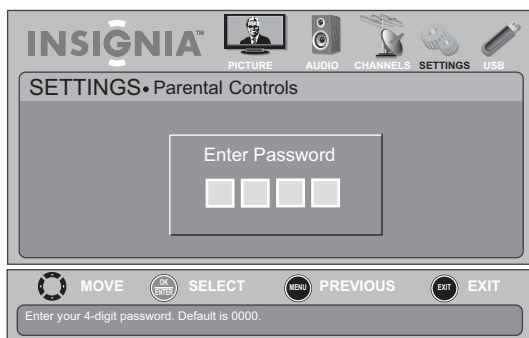 INSIGNIA™
PICTURE AUDIO CHANNELS SETTINGS USB
SETTINGS• Parental Controls
Enter Password
MOVE OK ENTER SELECT MENU PREVIOUS EXIT EXIT
Enter your 4-digit password. Default is 0000.